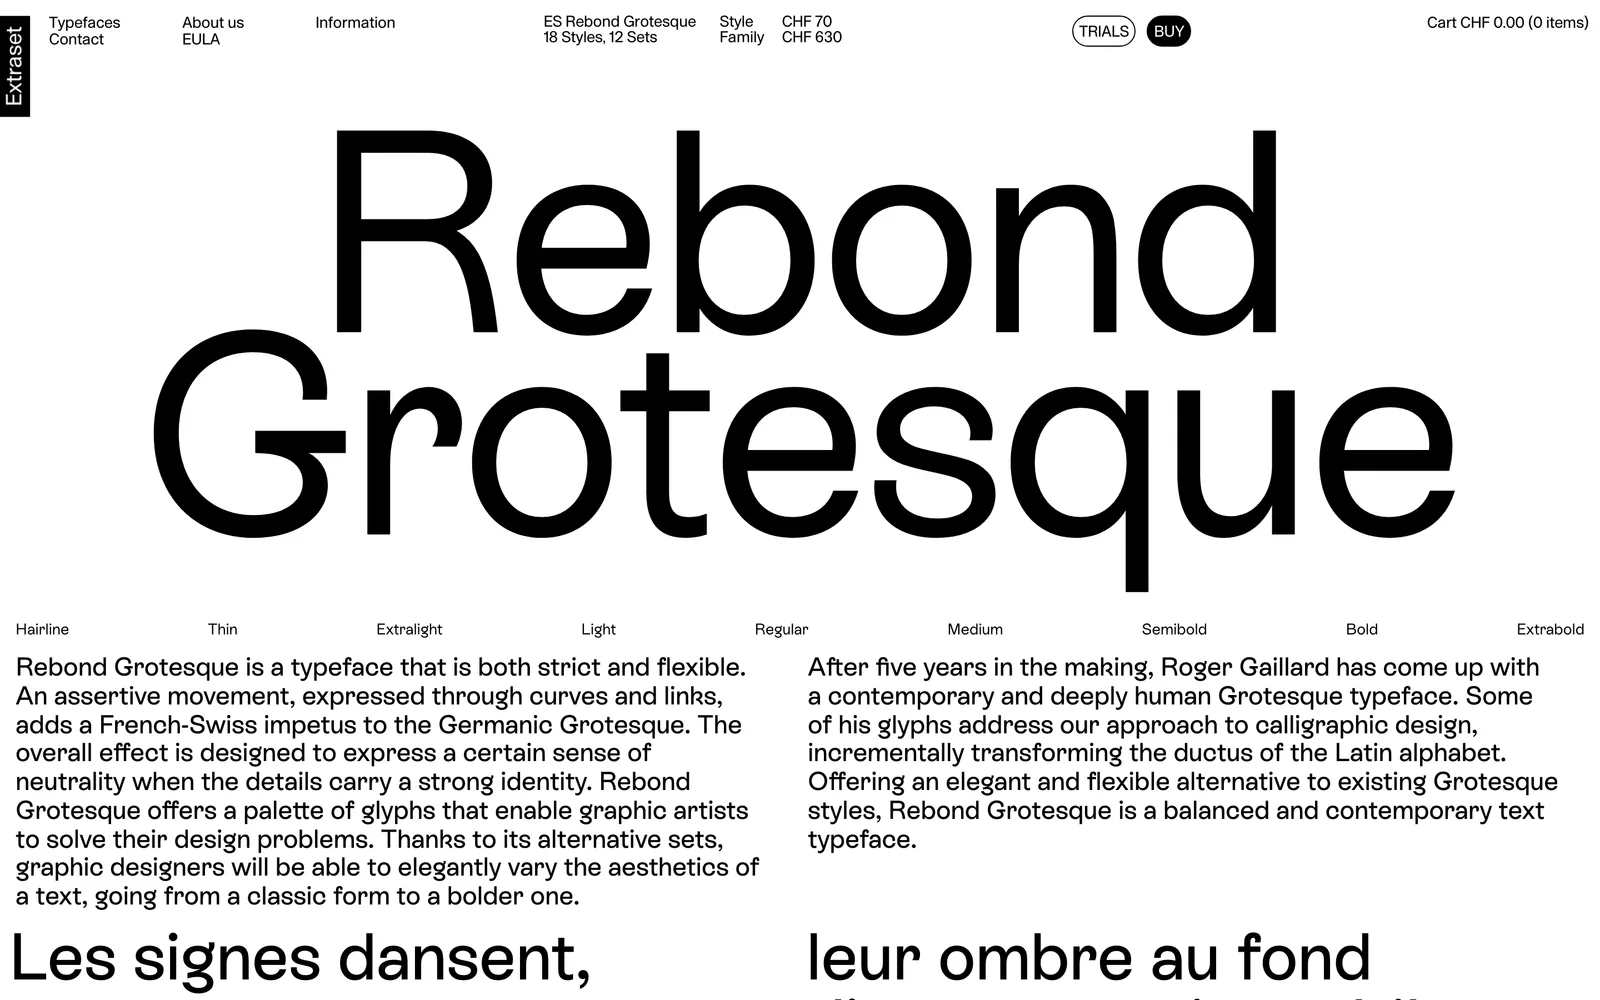 Extraset
Typefaces
Contact
About us
EULA
Information
ES Rebond Grotesque
18 Styles, 12 Sets
Style
Family
CHF 70
CHF 630
TRIALS
BUY
Cart CHF 0.00 (0 items)
Rebond
Grotesque
Hairline
Thin
Extralight
Light
Regular
Medium
Semibold
Bold
Extrabold
Rebond Grotesque is a typeface that is both strict and flexible.
An assertive movement, expressed through curves and links,
adds a French-Swiss impetus to the Germanic Grotesque. The
overall effect is designed to express a certain sense of
neutrality when the details carry a strong identity. Rebond
Grotesque offers a palette of glyphs that enable graphic artists
to solve their design problems. Thanks to its alternative sets,
graphic designers will be able to elegantly vary the aesthetics of
a text, going from a classic form to a bolder one.
After five years in the making, Roger Gaillard has come up with
a contemporary and deeply human Grotesque typeface. Some
of his glyphs address our approach to calligraphic design,
incrementally transforming the ductus of the Latin alphabet.
Offering an elegant and flexible alternative to existing Grotesque
styles, Rebond Grotesque is a balanced and contemporary text
typeface.
Les signes dansent,
leur ombre au fond